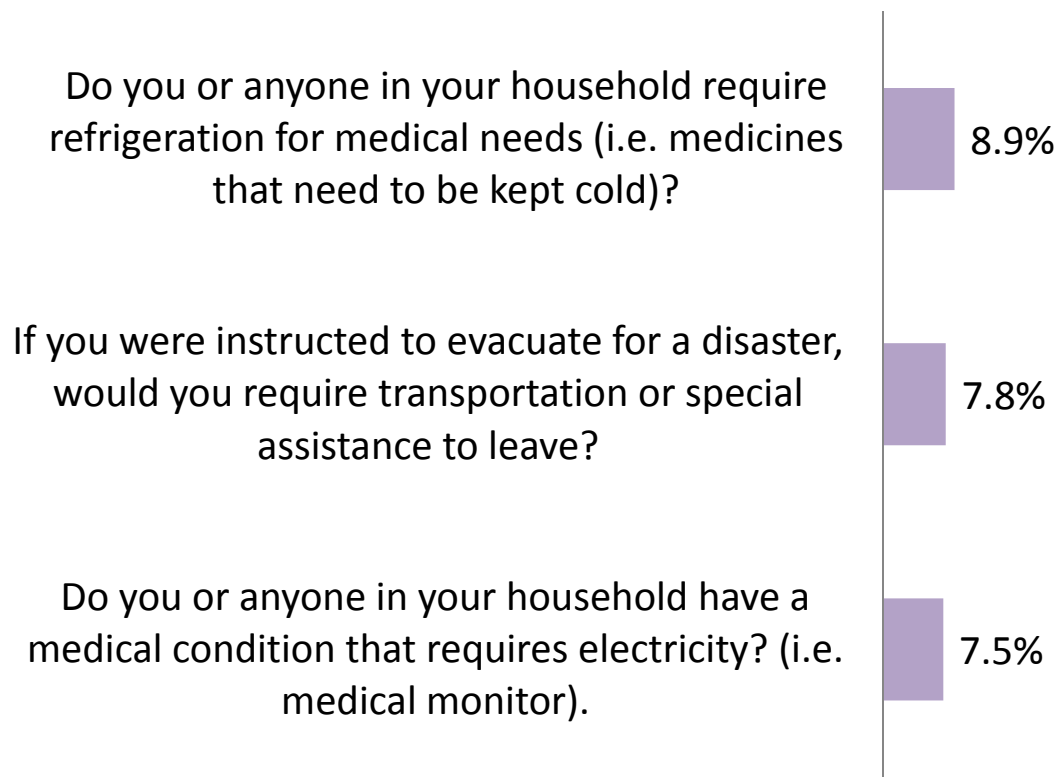 Do you or anyone in your household require
refrigeration for medical needs (i.e. medicines
that need to be kept cold)?
8.9%
If you were instructed to evacuate for a disaster,
would you require transportation or special
assistance to leave?
7.8%
Do you or anyone in your household have a
medical condition that requires electricity? (i.e.
medical monitor).
7.5%